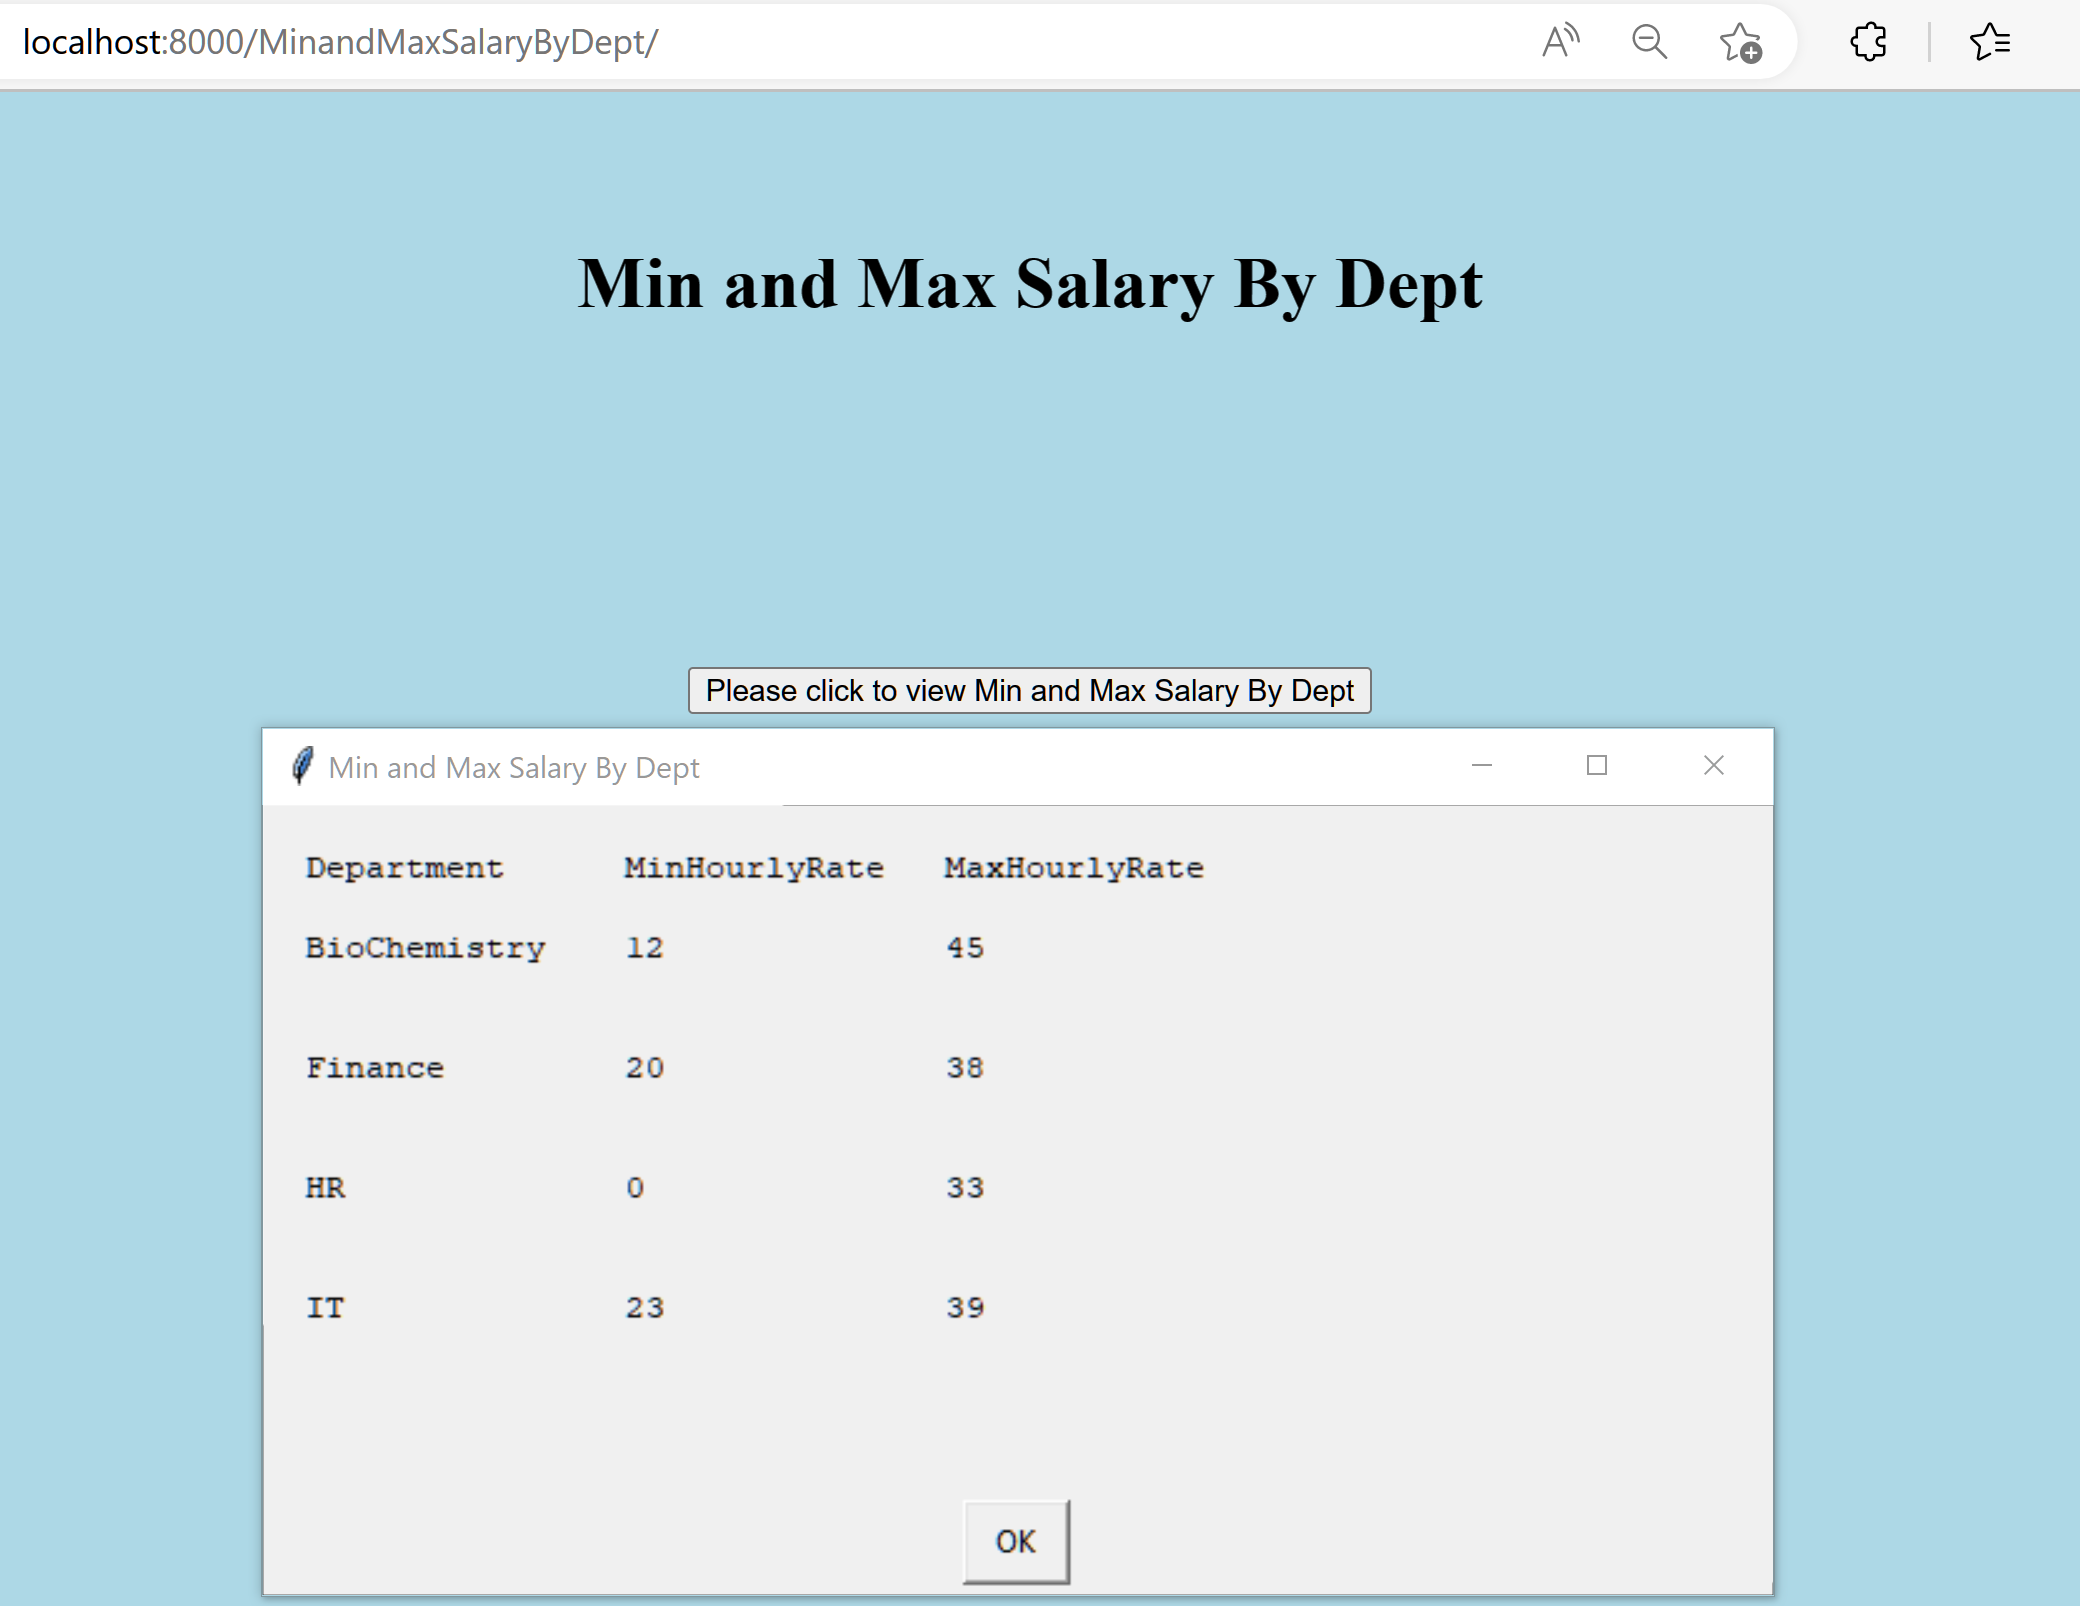 localhost:8000/MinandMaxSalaryByDept/
Min and Max Salary By Dept
Please click to view Min and Max Salary By Dept
Min and Max Salary By Dept
Department MinHourlyRate MaxHourlyRate
BioChemistry 12 45
Finance 20 38
HR 0 33
IT 23 39
OK